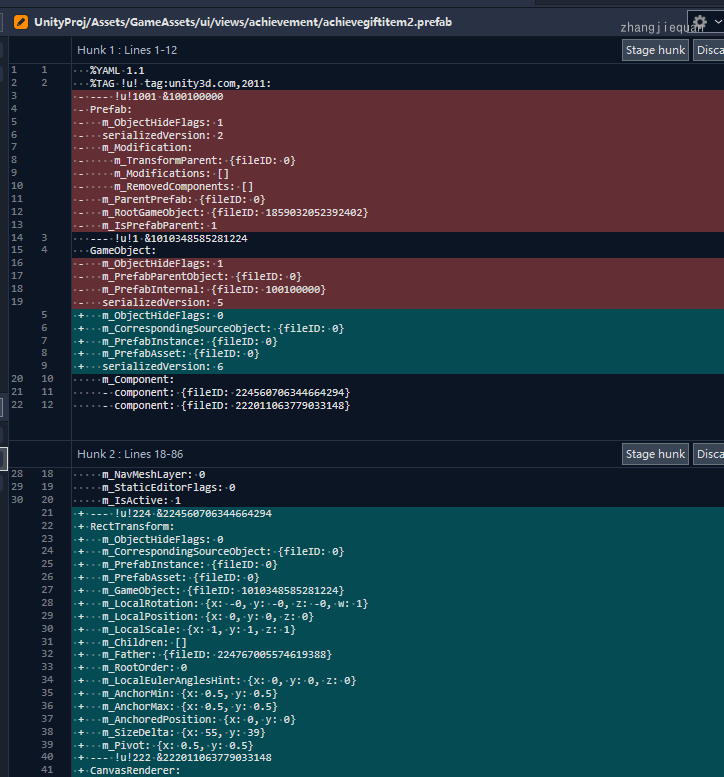 UnityProj/Assets/GameAssets/ui/views/achievement/achievegiftitem2.prefab
zhangjiequan
Hunk 1 : Lines 1-12
Stage hunk
Disca
1 1 %YAML 1.1
2 2 %TAG !u! tag:unity3d.com,2011:
3 - --- !u!1001 &100100000
4 - Prefab:
5 - m_ObjectHideFlags: 1
6 - serializedVersion: 2
7 - m_Modification:
8 - m_TransformParent: {fileID: 0}
9 - m_Modifications: []
10 - m_RemovedComponents: []
11 - m_ParentPrefab: {fileID: 0}
12 - m_RootGameObject: {fileID: 1859032052392402}
13 - m_IsPrefabParent: 1
14 3 --- !u!1 &1010348585281224
15 4 GameObject:
16 - m_ObjectHideFlags: 1
17 - m_PrefabParentObject: {fileID: 0}
18 - m_PrefabInternal: {fileID: 100100000}
19 - serializedVersion: 5
5 + m_ObjectHideFlags: 0
6 + m_CorrespondingSourceObject: {fileID: 0}
7 + m_PrefabInstance: {fileID: 0}
8 + m_PrefabAsset: {fileID: 0}
9 + serializedVersion: 6
20 10 m_Component:
21 11 - component: {fileID: 224560706344664294}
22 12 - component: {fileID: 222011063779033148}
Hunk 2 : Lines 18-86
Stage hunk
Disca
28 18 m_NavMeshLayer: 0
29 19 m_StaticEditorFlags: 0
30 20 m_IsActive: 1
21 + --- !u!224 &224560706344664294
22 + RectTransform:
23 + m_ObjectHideFlags: 0
24 + m_CorrespondingSourceObject: {fileID: 0}
25 + m_PrefabInstance: {fileID: 0}
26 + m_PrefabAsset: {fileID: 0}
27 + m_GameObject: {fileID: 1010348585281224}
28 + m_LocalRotation: {x: -0, y: -0, z: -0, w: 1}
29 + m_LocalPosition: {x: 0, y: 0, z: 0}
30 + m_LocalScale: {x: 1, y: 1, z: 1}
31 + m_Children: []
32 + m_Father: {fileID: 224767005574619388}
33 + m_RootOrder: 0
34 + m_LocalEulerAnglesHint: {x: 0, y: 0, z: 0}
35 + m_AnchorMin: {x: 0.5, y: 0.5}
36 + m_AnchorMax: {x: 0.5, y: 0.5}
37 + m_AnchoredPosition: {x: 0, y: 0}
38 + m_SizeDelta: {x: 55, y: 39}
39 + m_Pivot: {x: 0.5, y: 0.5}
40 + --- !u!222 &222011063779033148
41 + CanvasRenderer: